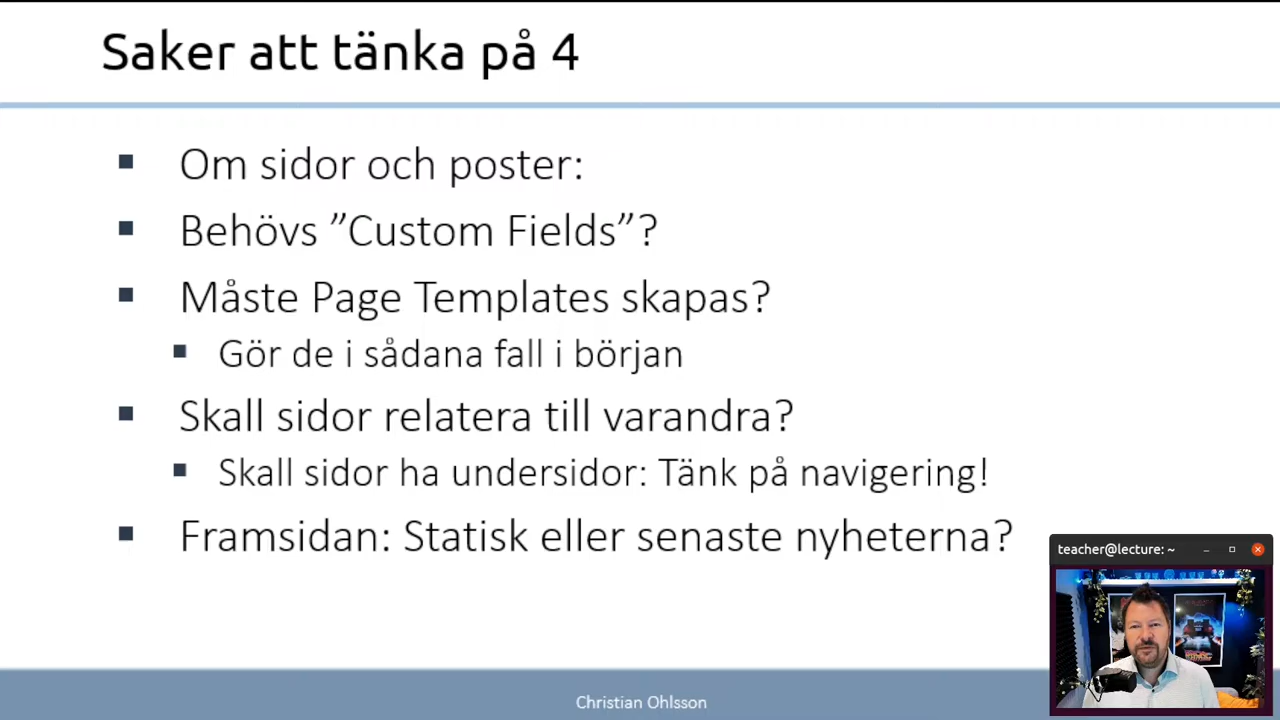 Saker att tänka på 4
Om sidor och poster:
Behövs ”Custom Fields”?
Måste Page Templates skapas?
Gör de i sådana fall i början
Skall sidor relatera till varandra?
Skall sidor ha undersidor: Tänk på navigering!
Framsidan: Statisk eller senaste nyheterna?
teacher@lecture: ~
Christian Ohlsson